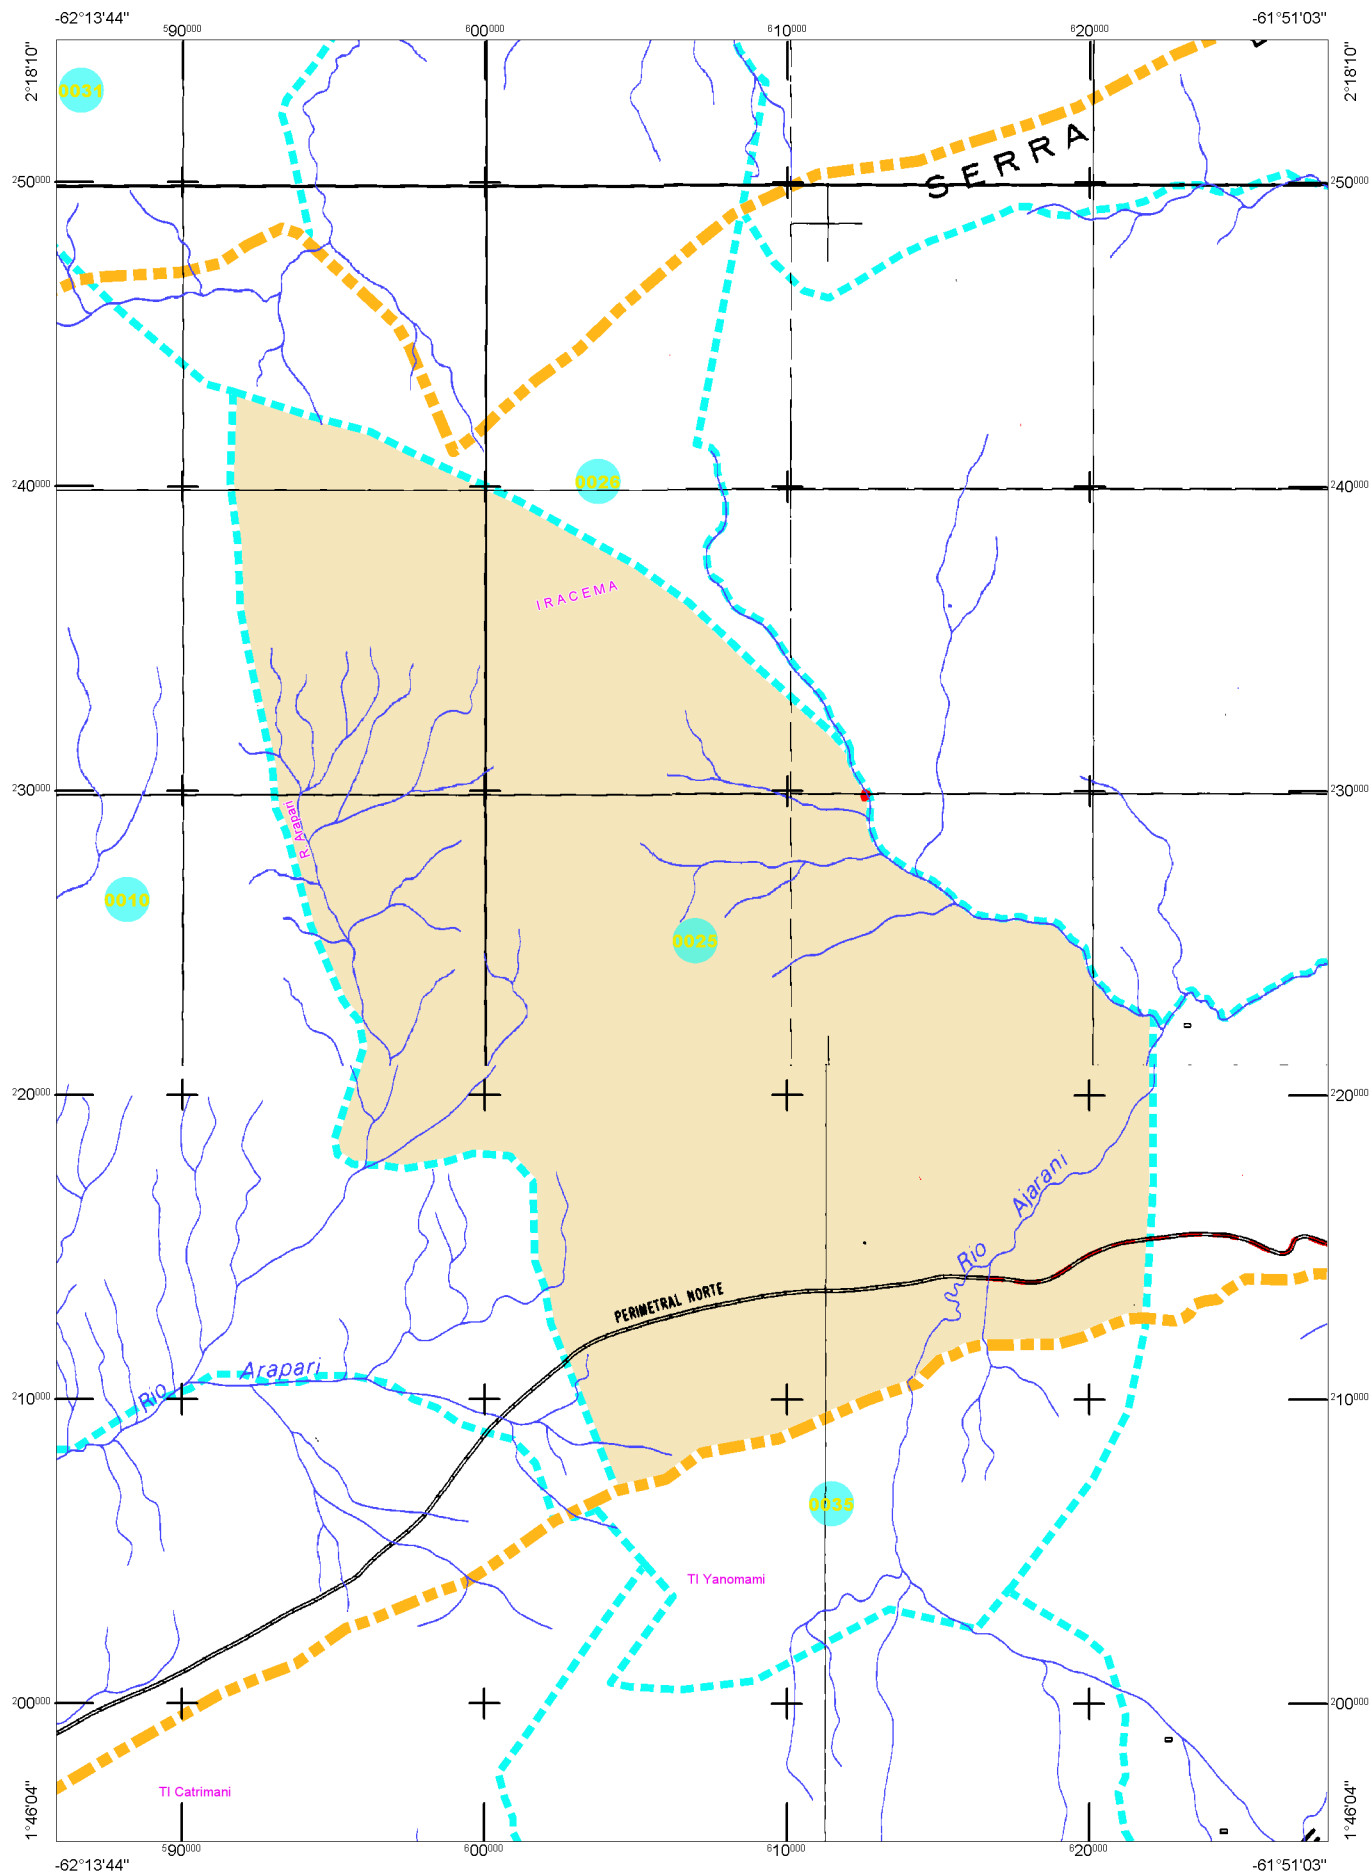 -62°13'44" -61°51'03"
590000 600000 610000 620000
2°18'10" 2°18'10"
0031
SERRA
250000 250000
240000 240000
0026
IRACEMA
230000 230000
R. Arapari
0010
0025
220000 220000
Rio Ajarani
PERIMETRAL NORTE
Rio Arapari
210000 210000
0035
TI Yanomami
200000 200000
TI Catrimani
1°46'04" 1°46'04"
590000 600000 610000 620000
-62°13'44" -61°51'03"